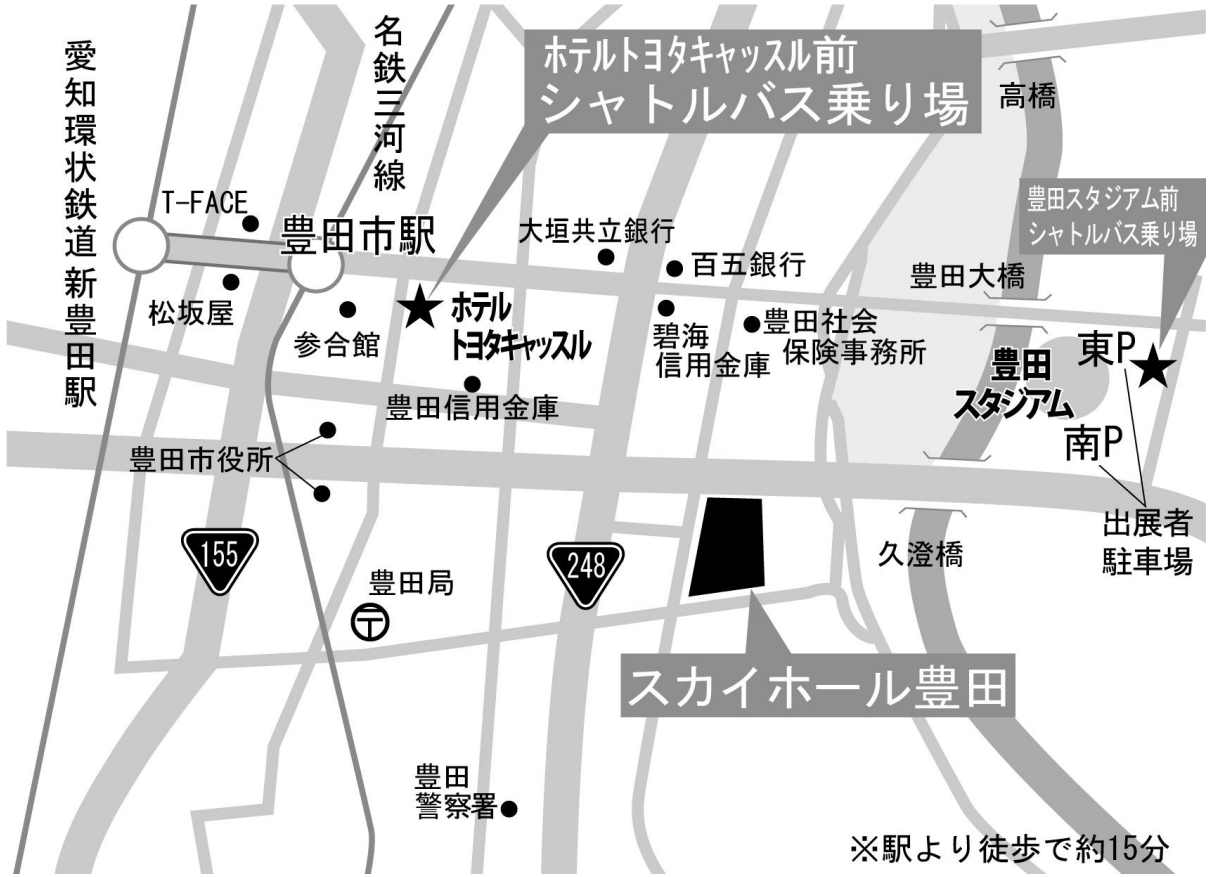 愛知環状鉄道 新豊田駅
名鉄三河線
ホテルトヨタキャッスル前
シャトルバス乗り場
高橋
T-FACE
豊田市駅
松坂屋
参合館
ホテル
トヨタキャッスル
大垣共立銀行
百五銀行
碧海
信用金庫
豊田社会
保険事務所
豊田大橋
豊田スタジアム前
シャトルバス乗り場
豊田
スタジアム
東P
南P
出展者
駐車場
豊田信用金庫
豊田市役所
155
248
豊田局
久澄橋
スカイホール豊田
豊田
警察署
※駅より徒歩で約15分